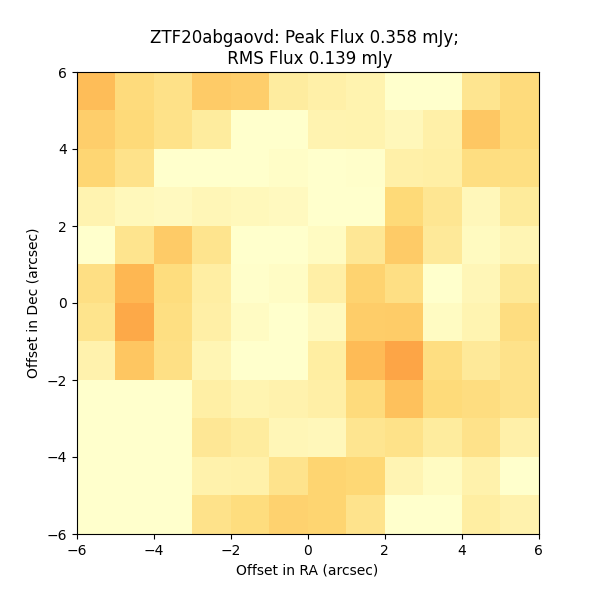 ZTF20abgaovd: Peak Flux 0.358 mJy;
RMS Flux 0.139 mJy
6
4
2
0
−2
−4
−6
Offset in Dec (arcsec)
−6 −4 −2 0 2 4 6
Offset in RA (arcsec)